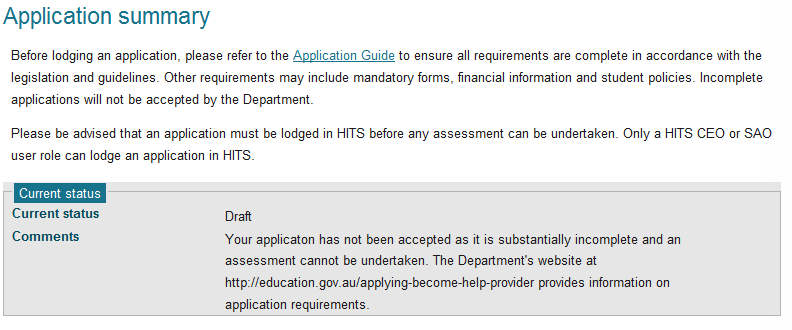 Application summary
Before lodging an application, please refer to the Application Guide to ensure all requirements are complete in accordance with the
legislation and guidelines. Other requirements may include mandatory forms, financial information and student policies. Incomplete
applications will not be accepted by the Department.
Please be advised that an application must be lodged in HITS before any assessment can be undertaken. Only a HITS CEO or SAO
user role can lodge an application in HITS.
Current status
Current status Draft
Comments Your applicaton has not been accepted as it is substantially incomplete and an
assessment cannot be undertaken. The Department's website at
http://education.gov.au/applying-become-help-provider provides information on
application requirements.